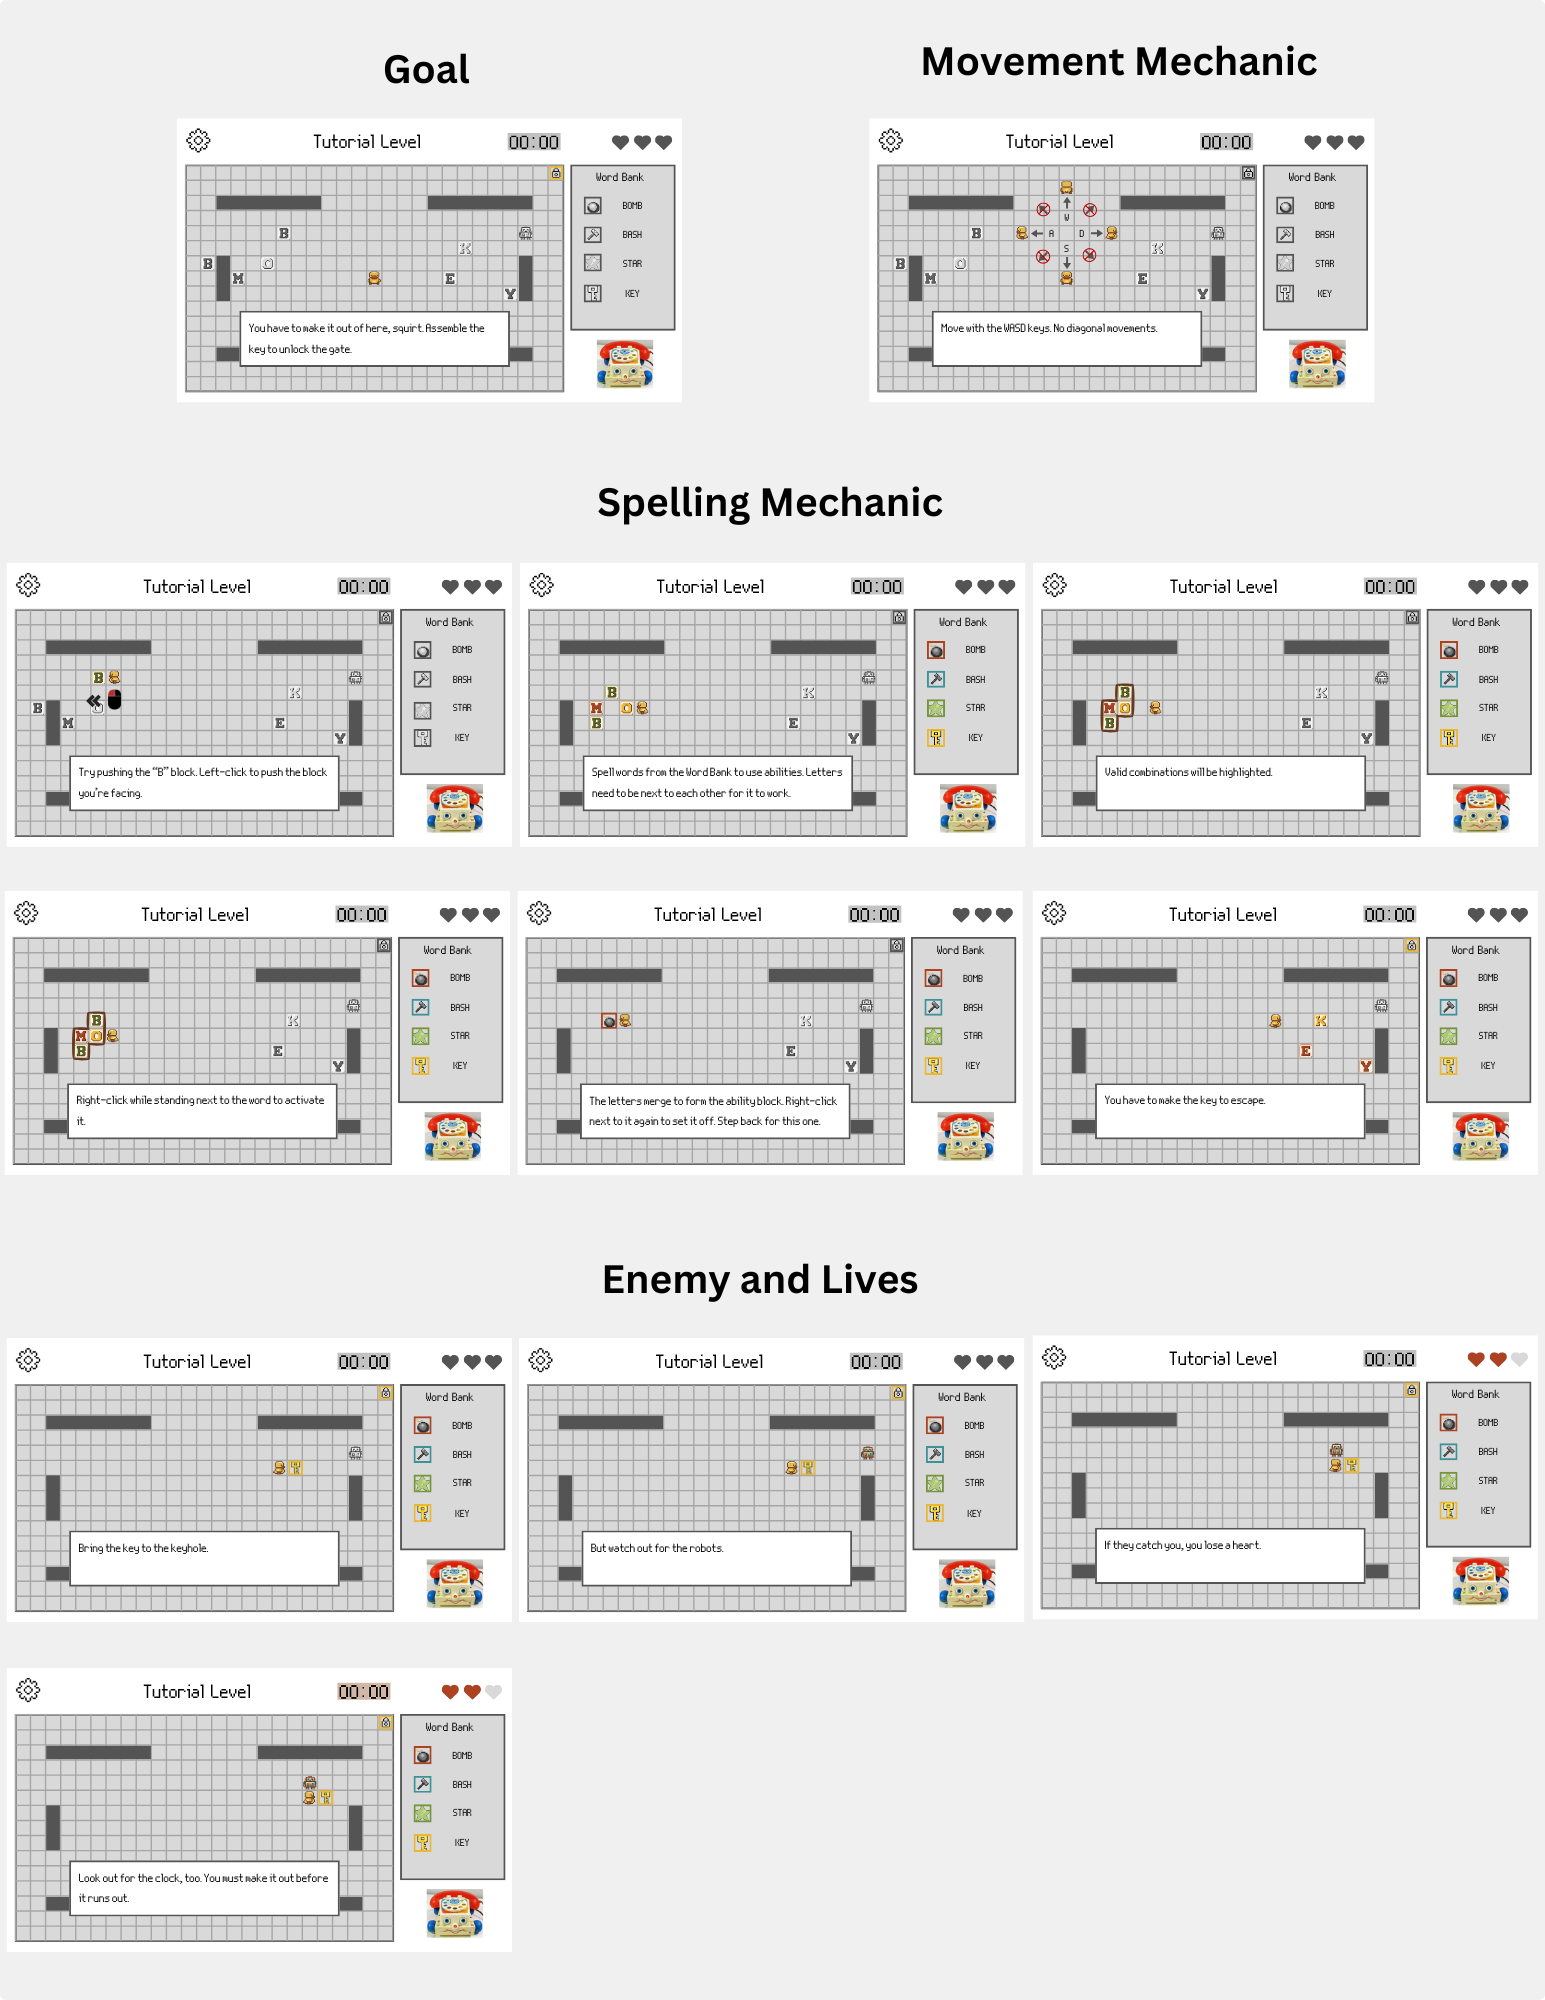 Goal
Movement Mechanic
Tutorial Level 00:00
Word Bank
BOMB
B
BASH
K
B
O
STAR
M
E
KEY
Y
You have to make it out of here, squirt. Assemble the
key to unlock the gate.
Tutorial Level 00:00
Word Bank
BOMB
W
B
A
D
BASH
S
K
B
O
STAR
M
E
KEY
Y
Move with the WASD keys. No diagonal movements.
Spelling Mechanic
Tutorial Level 00:00
Word Bank
BOMB
B
BASH
K
B
STAR
M
E
KEY
Y
Try pushing the “B” block. Left-click to push the block
you’re facing.
Tutorial Level 00:00
Word Bank
BOMB
BASH
B
K
M
O
STAR
B
E
KEY
Y
Spell words from the Word Bank to use abilities. Letters
need to be next to each other for it to work.
Tutorial Level 00:00
Word Bank
BOMB
BASH
B
K
M
O
STAR
B
E
KEY
Y
Valid combinations will be highlighted.
Tutorial Level 00:00
Word Bank
BOMB
BASH
B
K
M
O
STAR
B
E
KEY
Y
Right-click while standing next to the word to activate
it.
Tutorial Level 00:00
Word Bank
BOMB
BASH
K
STAR
E
KEY
Y
The letters merge to form the ability block. Right-click
next to it again to set it off. Step back for this one.
Tutorial Level 00:00
Word Bank
BOMB
BASH
K
STAR
E
KEY
Y
You have to make the key to escape.
Enemy and Lives
Tutorial Level 00:00
Word Bank
BOMB
BASH
STAR
KEY
Bring the key to the keyhole.
Tutorial Level 00:00
Word Bank
BOMB
BASH
STAR
KEY
But watch out for the robots.
Tutorial Level 00:00
Word Bank
BOMB
BASH
STAR
KEY
If they catch you, you lose a heart.
Tutorial Level 00:00
Word Bank
BOMB
BASH
STAR
KEY
Look out for the clock, too. You must make it out before
it runs out.